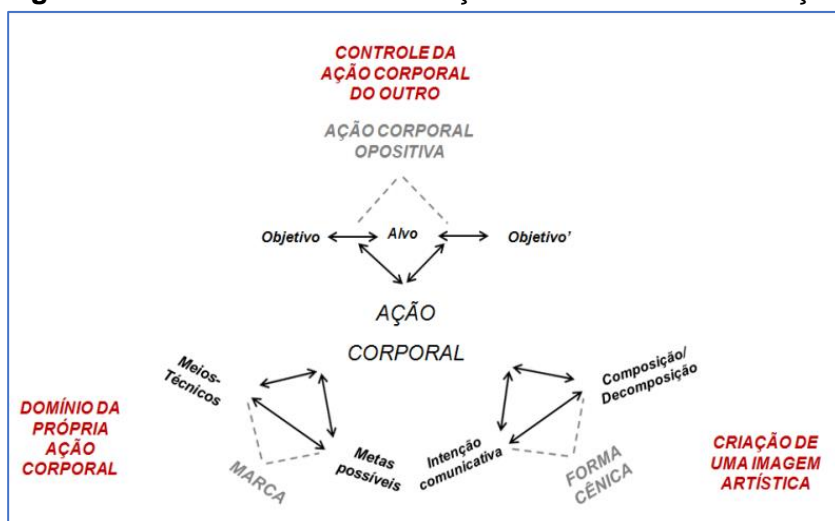 CONTROLE DA
AÇÃO CORPORAL
DO OUTRO
AÇÃO CORPORAL
OPOSITIVA
Objetivo
Alvo
Objetivo'
AÇÃO
CORPORAL
Meios-
Técnicos
Metas
possíveis
MARCA
DOMÍNIO DA
PRÓPRIA
AÇÃO
CORPORAL
Intenção
comunicativa
Composição/
Decomposição
FORMA
CÊNICA
CRIAÇÃO DE
UMA IMAGEM
ARTÍSTICA